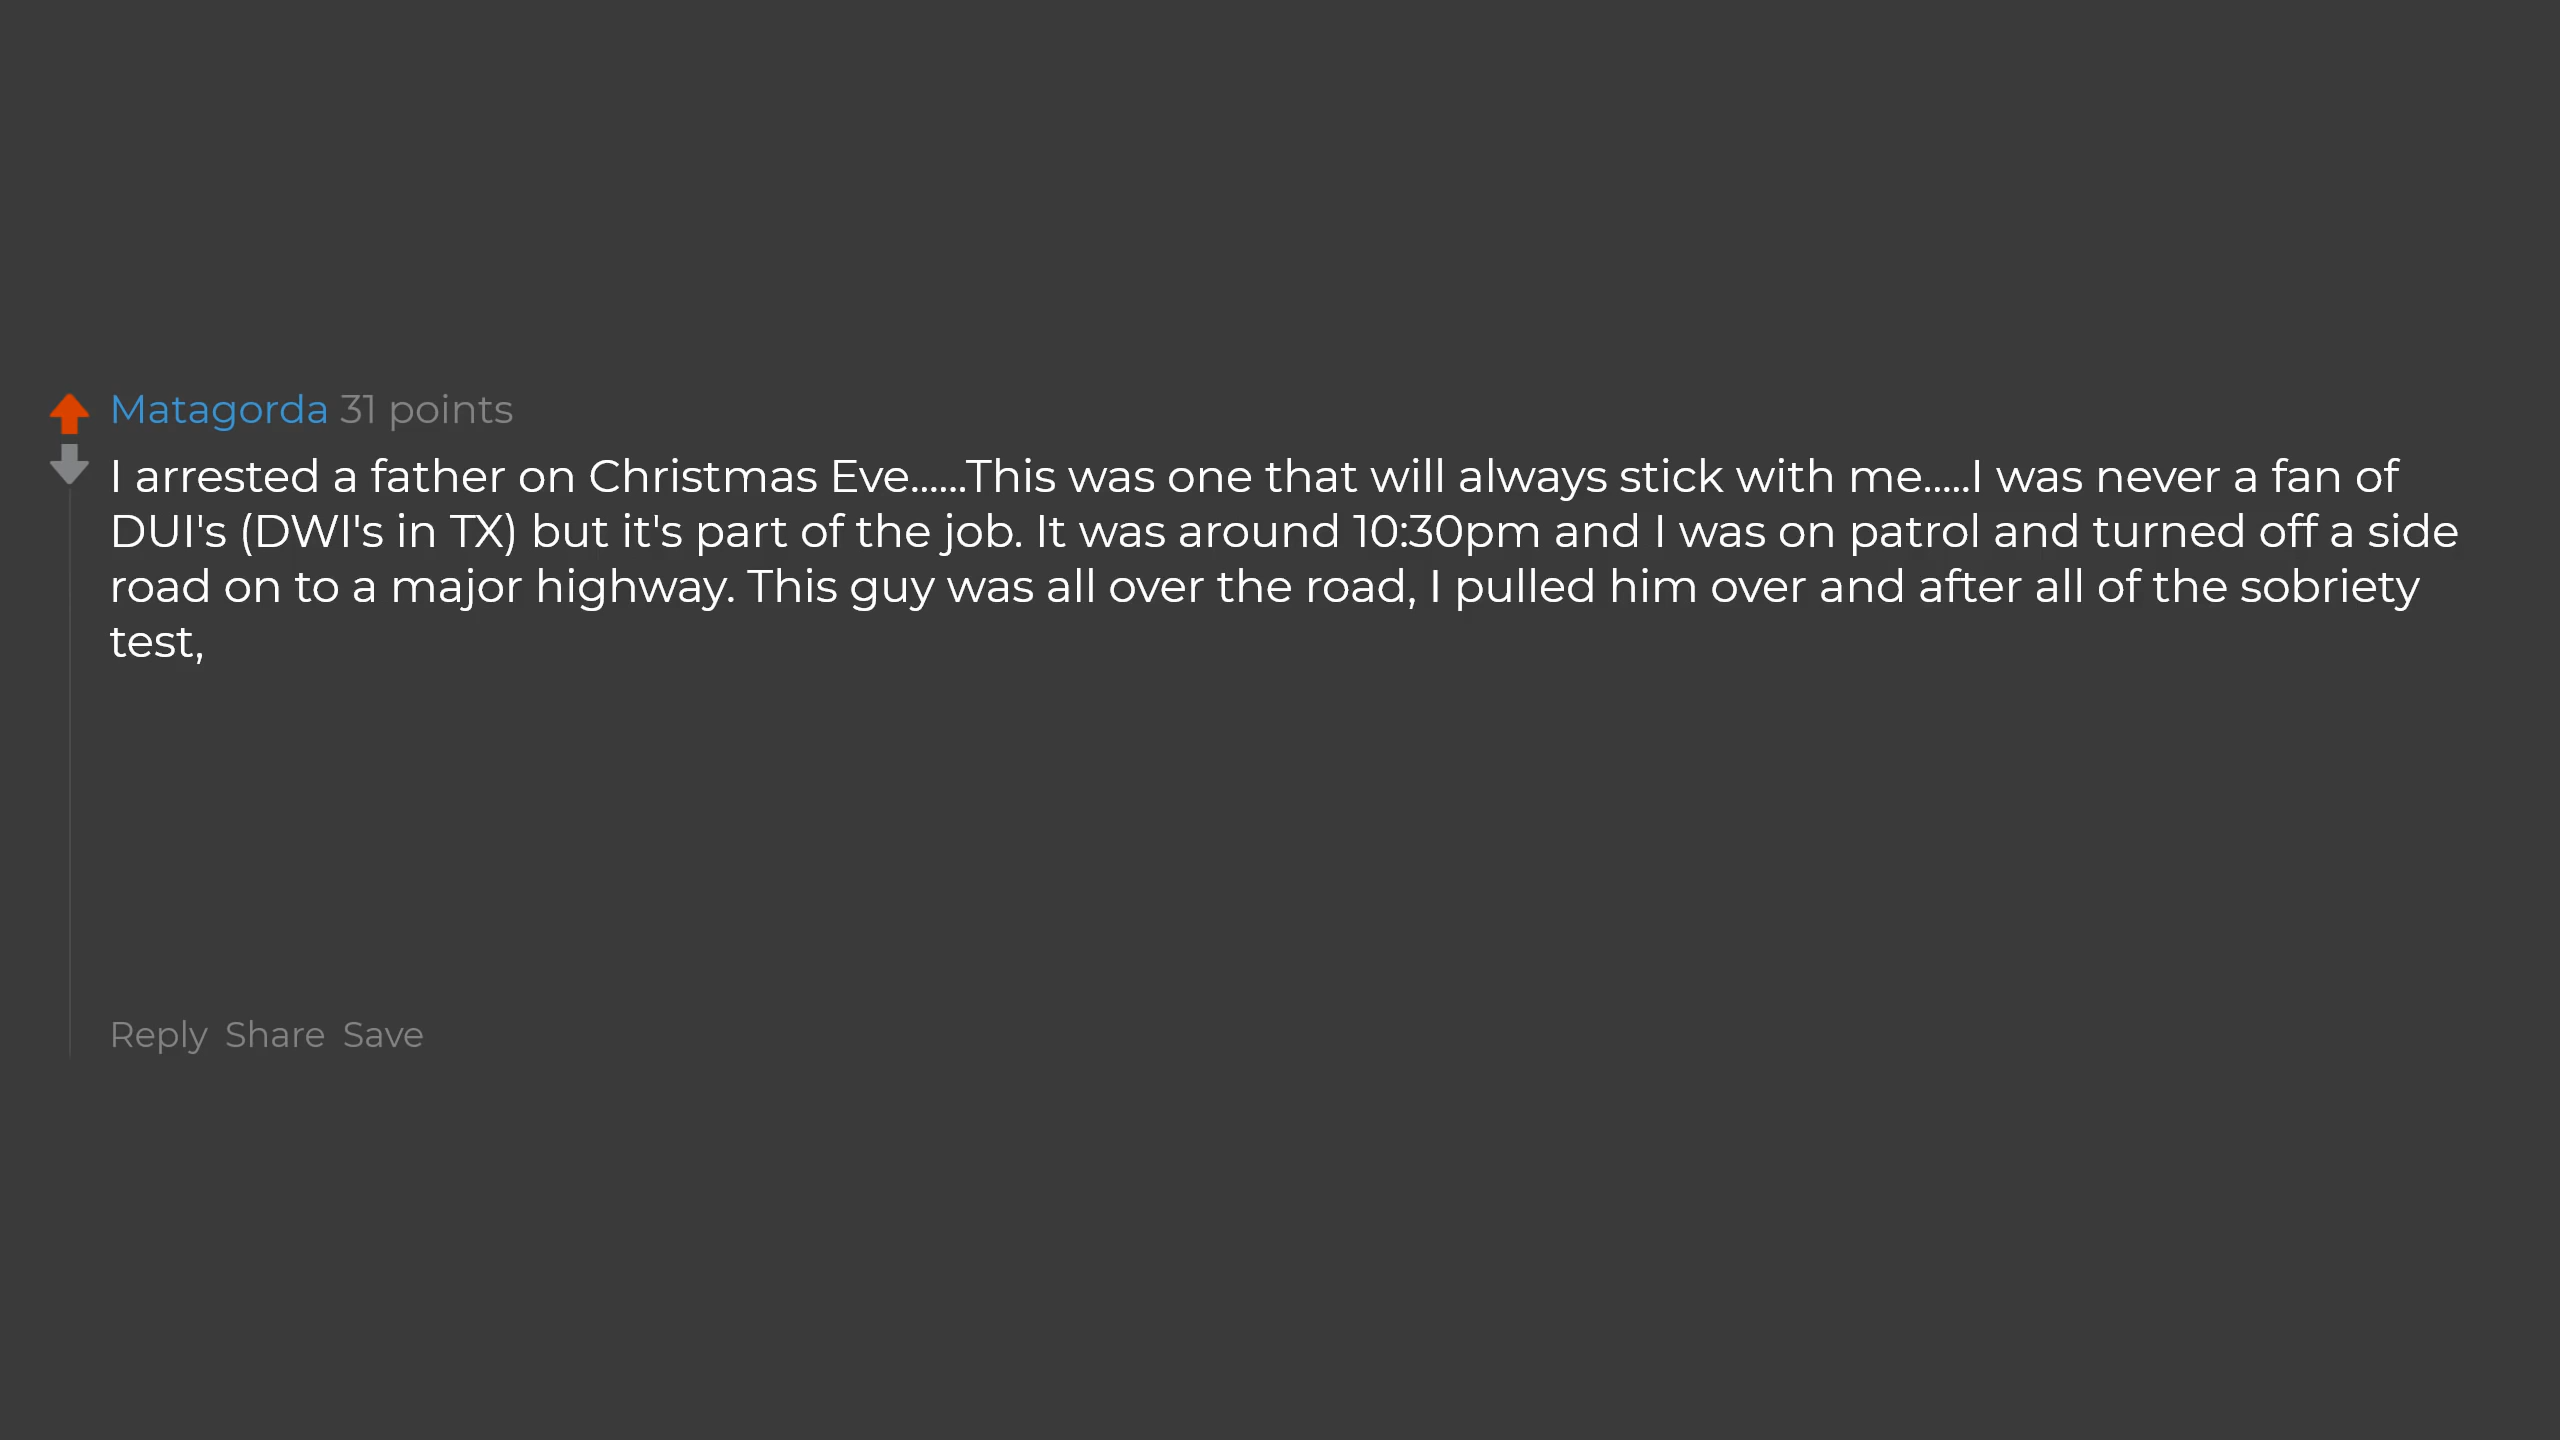 Matagorda 31 points
I arrested a father on Christmas Eve......This was one that will always stick with me.....I was never a fan of
DUI's (DWI's in TX) but it's part of the job. It was around 10:30pm and I was on patrol and turned off a side
road on to a major highway. This guy was all over the road, I pulled him over and after all of the sobriety
test,
Reply Share Save